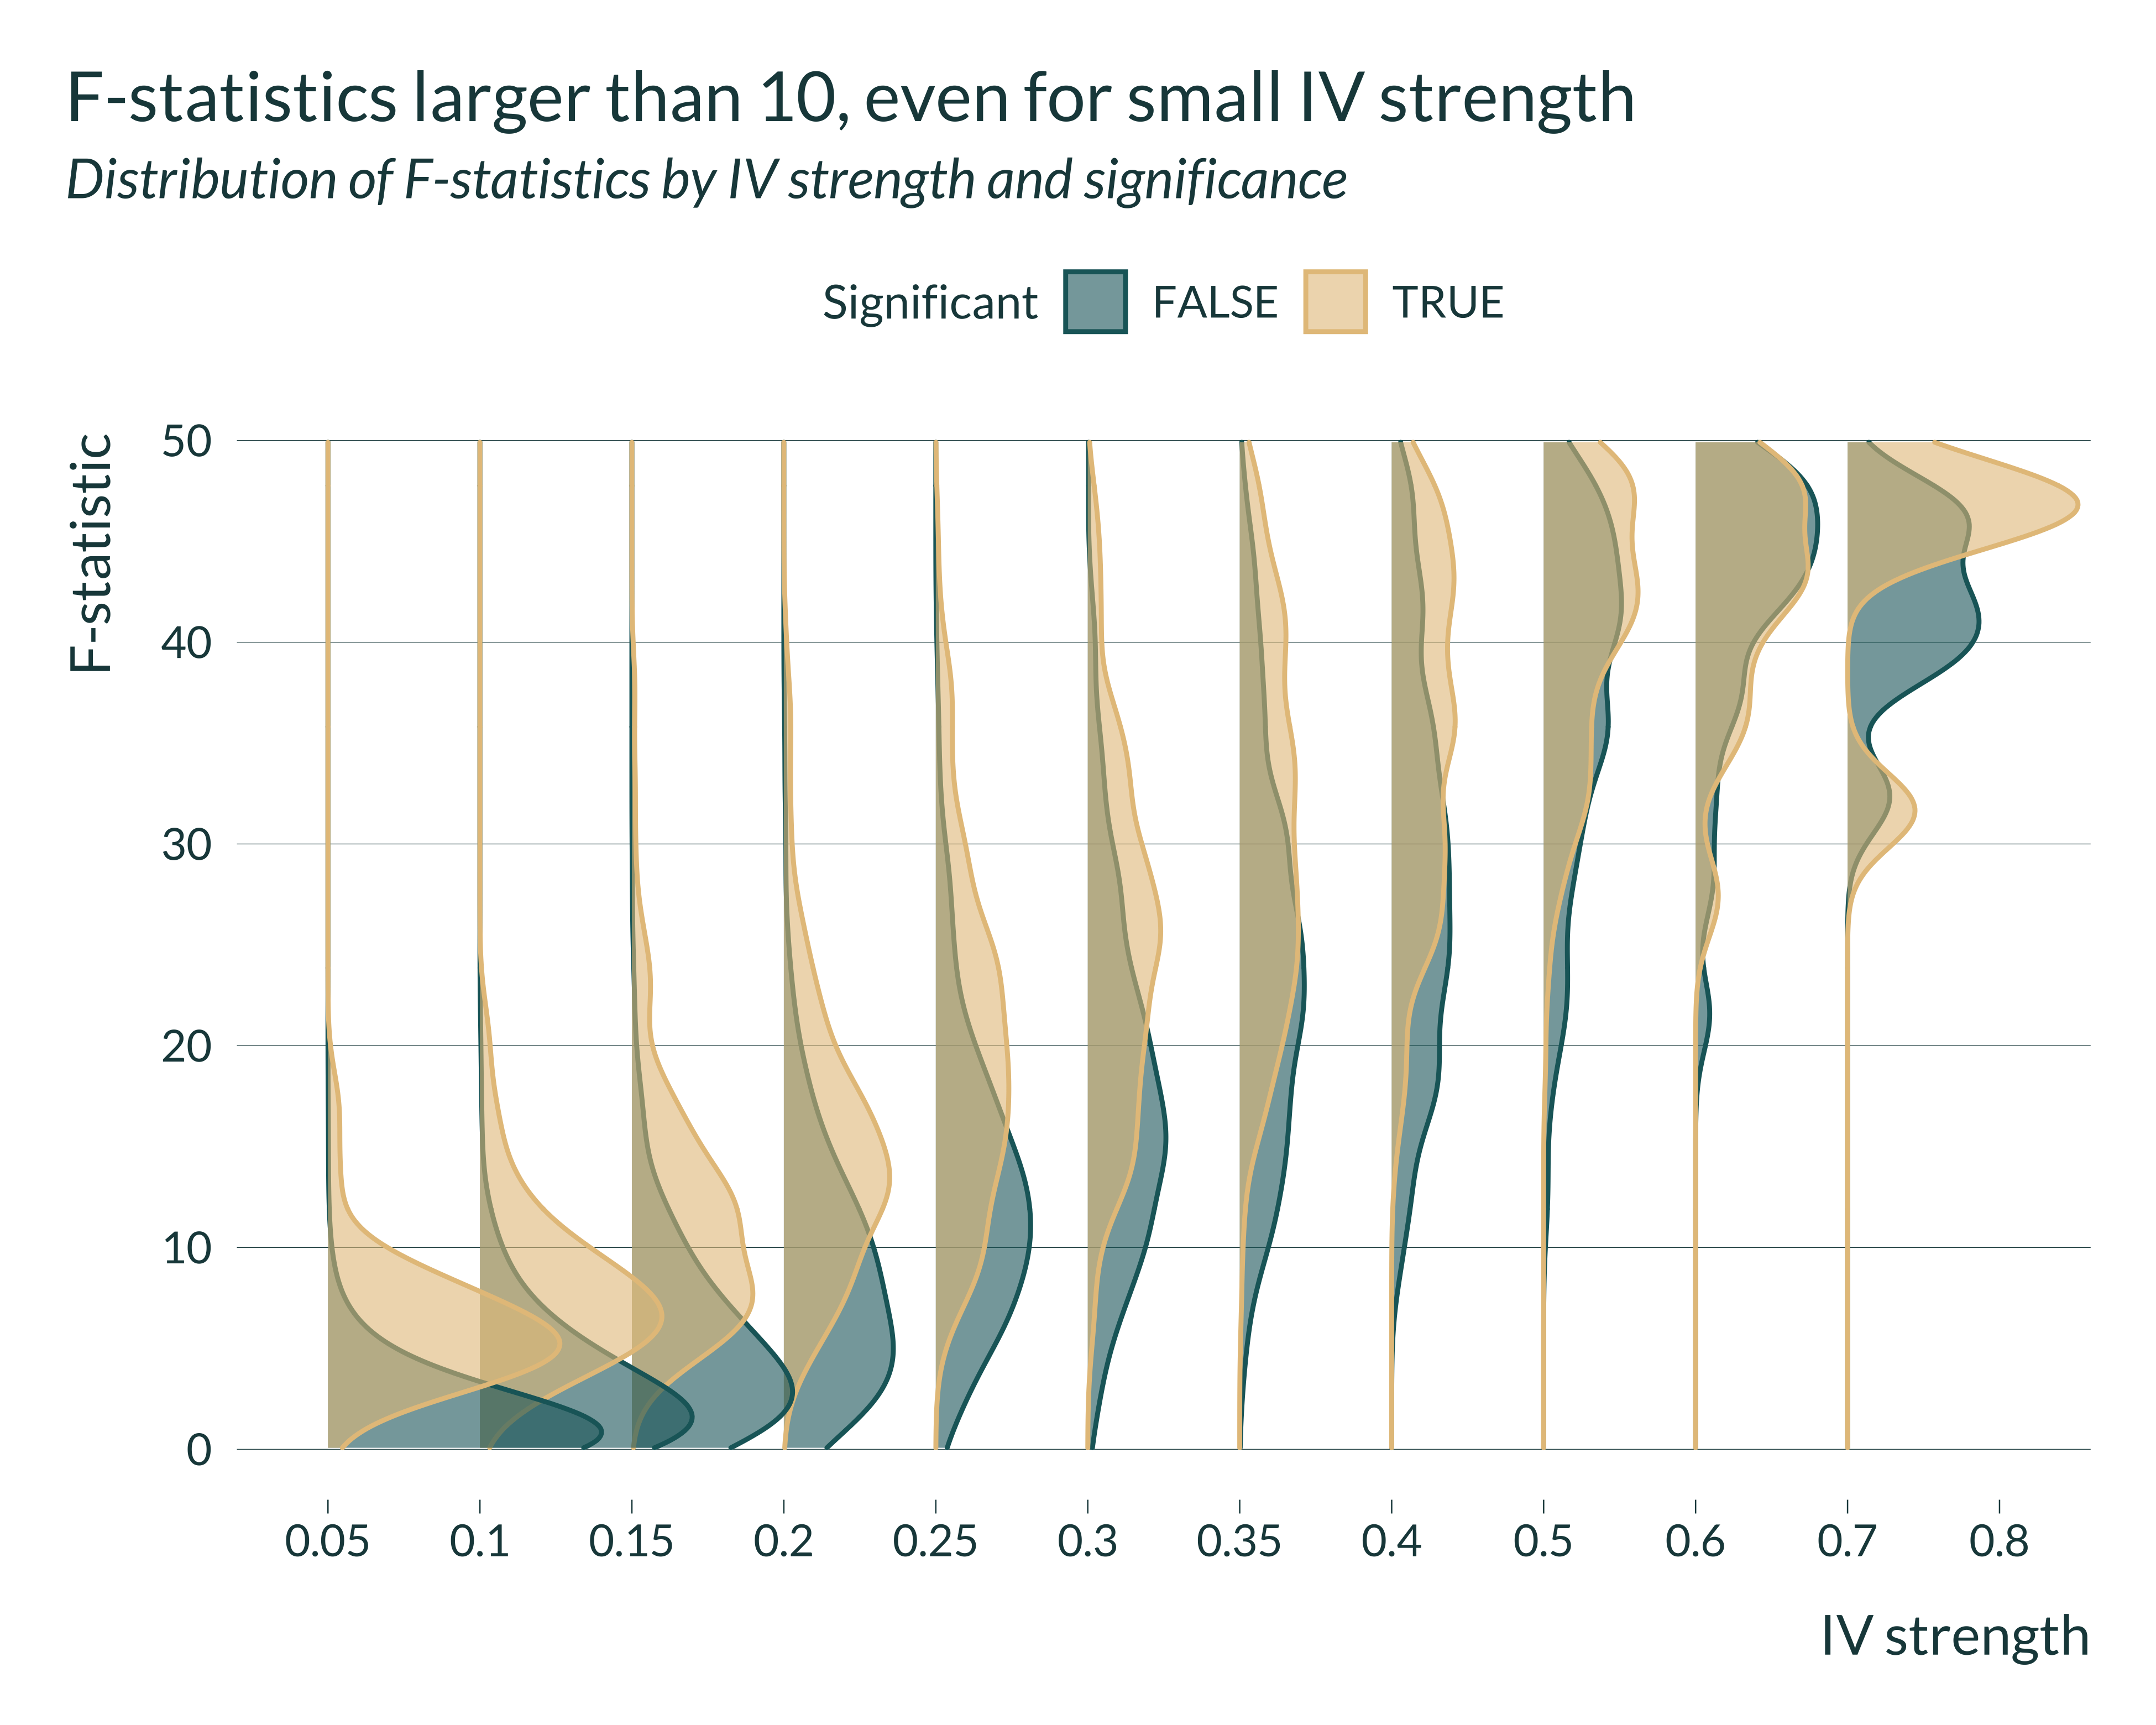 F-statistics larger than 10, even for small IV strength
Distribution of F-statistics by IV strength and significance
Significant FALSE TRUE
F-statistic
50
40
30
20
10
0
0.05 0.1 0.15 0.2 0.25 0.3 0.35 0.4 0.5 0.6 0.7 0.8
IV strength